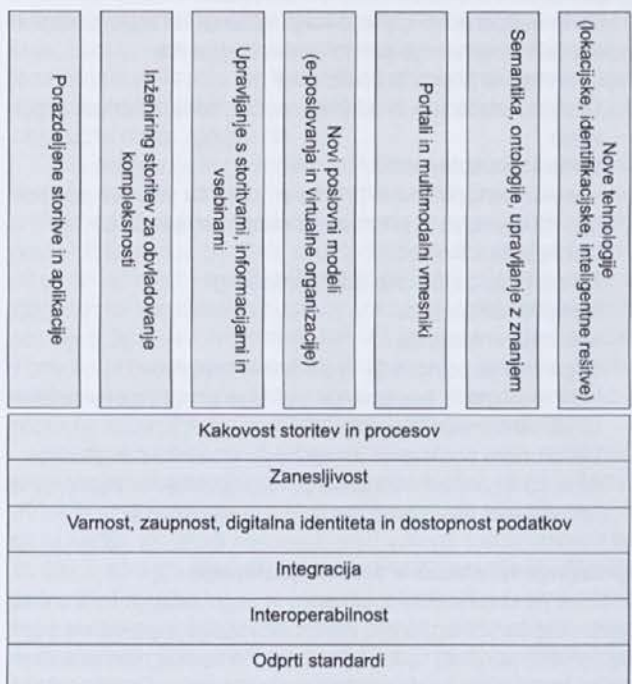 Porazdeljene storitve in aplikacije
Inženiring storitev za obvladovanje
kompleksnosti
Upravljanje s storitvami, informacijami in
vsebinami
Novi poslovni modeli
(e-poslovanja in virtualne organizacije)
Portali in multimodalni vmesniki
Semantika, ontologije, upravljanje z znanjem
Nove tehnologije
(lokacijske, identifikacijske, inteligentne rešitve)
Kakovost storitev in procesov
Zanesljivost
Varnost, zaupnost, digitalna identiteta in dostopnost podatkov
Integracija
Interoperabilnost
Odprti standardi